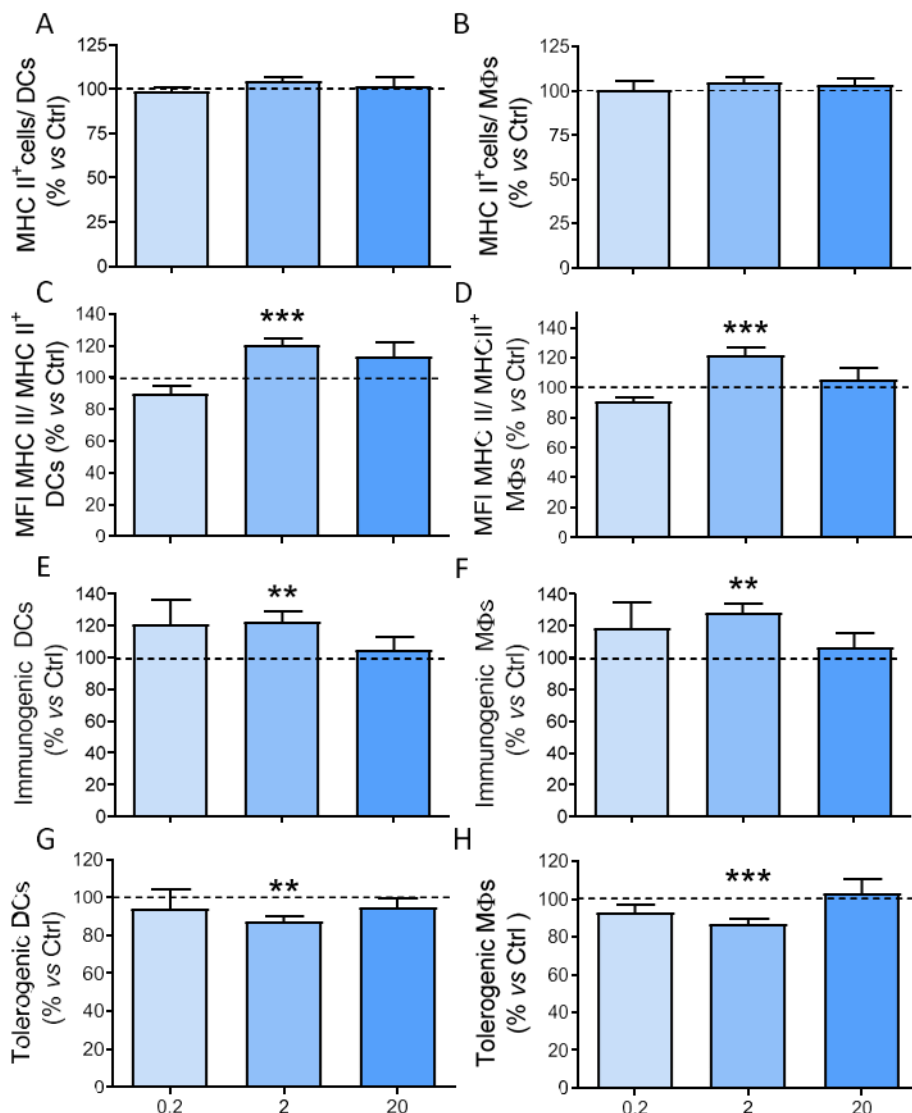 A
MHC II+cells/ DCs
(% vs Ctrl)
125
100
75
50
25
0
B
MHC II+cells/ MΦs
(% vs Ctrl)
125
100
75
50
25
0
C
MFI MHC II/ MHC II+
DCs (% vs Ctrl)
140
120
100
80
60
40
20
0
***
D
MFI MHC II/ MHCII+
MΦs (% vs Ctrl)
140
120
100
80
60
40
20
0
***
E
Immunogenic DCs
(% vs Ctrl)
140
120
100
80
60
40
20
0
**
F
Immunogenic MΦs
(% vs Ctrl)
140
120
100
80
60
40
20
0
**
G
Tolerogenic DCs
(% vs Ctrl)
120
100
80
60
40
20
0
**
0.2 2 20
H
Tolerogenic MΦs
(% vs Ctrl )
120
100
80
60
40
20
0
***
0.2 2 20